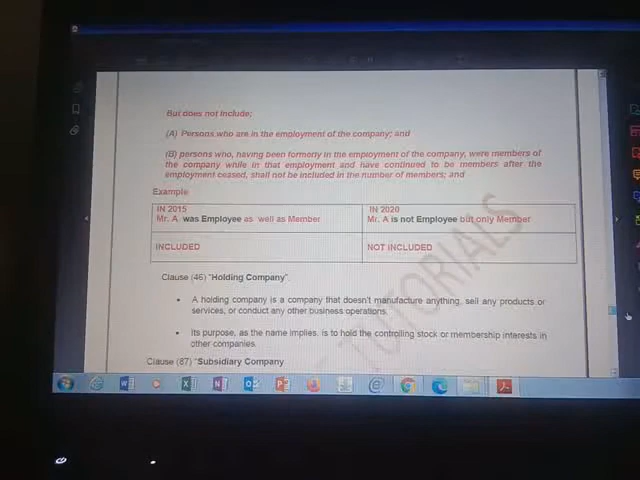 But does not include;
(A) Persons who are in the employment of the company; and
(B) persons who, having been formerly in the employment of the company, were members of
the company while in that employment and have continued to be members after the
employment ceased, shall not be included in the number of members; and
Example
IN 2015
Mr. A was Employee as well as Member
IN 2020
Mr. A is not Employee but only Member
INCLUDED
NOT INCLUDED
Clause (46) "Holding Company".
• A holding company is a company that doesn't manufacture anything, sell any products or
services, or conduct any other business operations.
• Its purpose, as the name implies, is to hold the controlling stock or membership interests in
other companies.
Clause (87) "Subsidiary Company
TUTORIALS